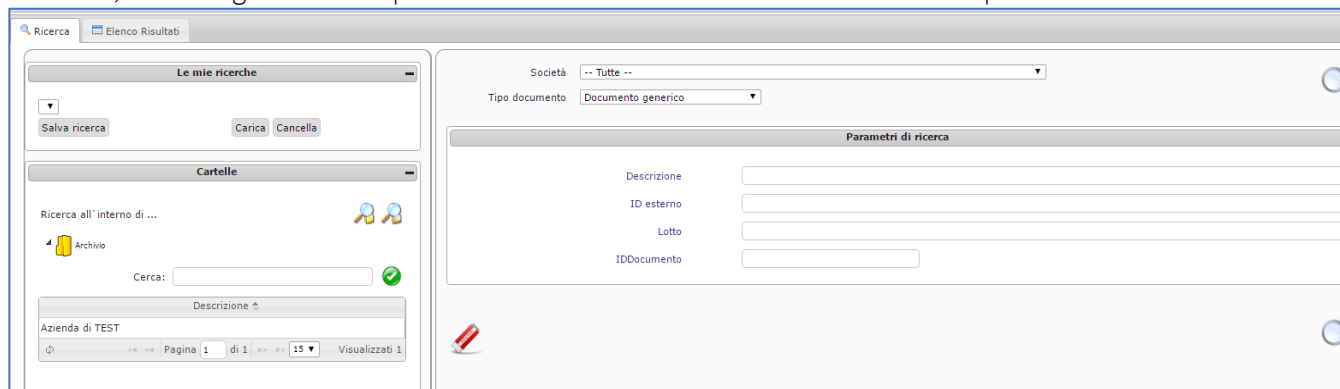 Ricerca
Elenco Risultati
Le mie ricerche
Salva ricerca
Carica
Cancella
Cartelle
Ricerca all`interno di ...
Archivio
Cerca:
Descrizione
Azienda di TEST
Pagina 1 di 1 15 Visualizzati 1
Società -- Tutte --
Tipo documento Documento generico
Parametri di ricerca
Descrizione
ID esterno
Lotto
IDDocumento